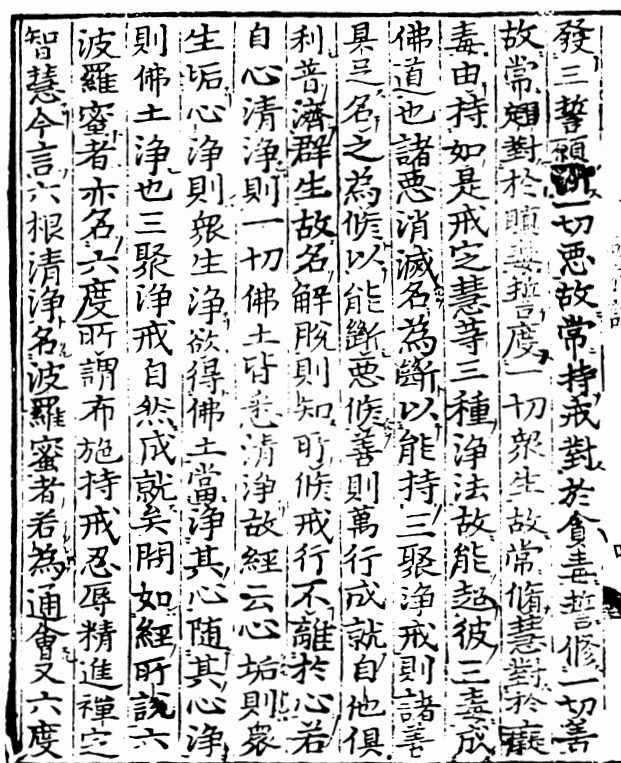 發三誓願一切惡故常持戒對於貪毒誓修一切善
故常對於瞋毒誓度一切衆生故常脩慧對於癡
毒由持如是戒定慧等三種淨法故能超彼三毒成
佛道也諸惡消滅名為斷以能持三聚淨戒則諸善
具足名之為脩以能斷惡脩善則萬行成就自他俱
利普濟群生故名解脫則知所脩戒行不離於心若
自心清淨則一切佛土皆悉清淨故經云心垢則衆
生垢心淨則衆生淨欲得佛土當淨其心隨其心淨
則佛土淨也三聚淨戒自然成就矣問如經所說六
波羅蜜者亦名六度所謂布施持戒忍辱精進禪定
智慧今言六根清淨名波羅蜜者若為通會又六度